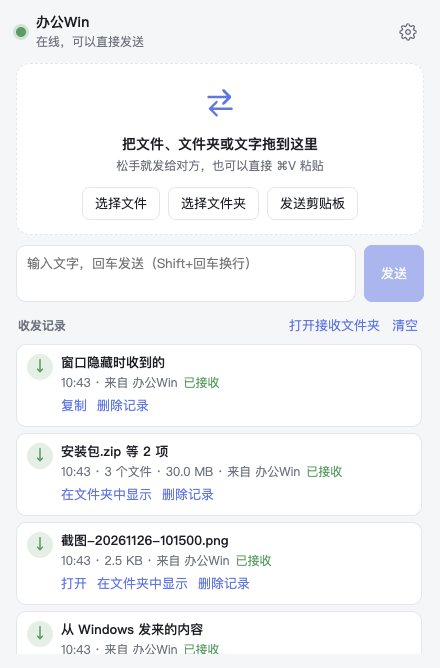 办公Win
在线，可以直接发送
把文件、文件夹或文字拖到这里
松手就发给对方，也可以直接 ⌘V 粘贴
选择文件 选择文件夹 发送剪贴板
输入文字，回车发送（Shift+回车换行）
发送
收发记录 打开接收文件夹 清空
窗口隐藏时收到的
10:43 · 来自 办公Win 已接收
复制 删除记录
安装包.zip 等 2 项
10:43 · 3 个文件 · 30.0 MB · 来自 办公Win 已接收
在文件夹中显示 删除记录
截图-20261126-101500.png
10:43 · 2.5 KB · 来自 办公Win 已接收
打开 在文件夹中显示 删除记录
从 Windows 发来的内容
10:43 · 来自 办公Win 已接收